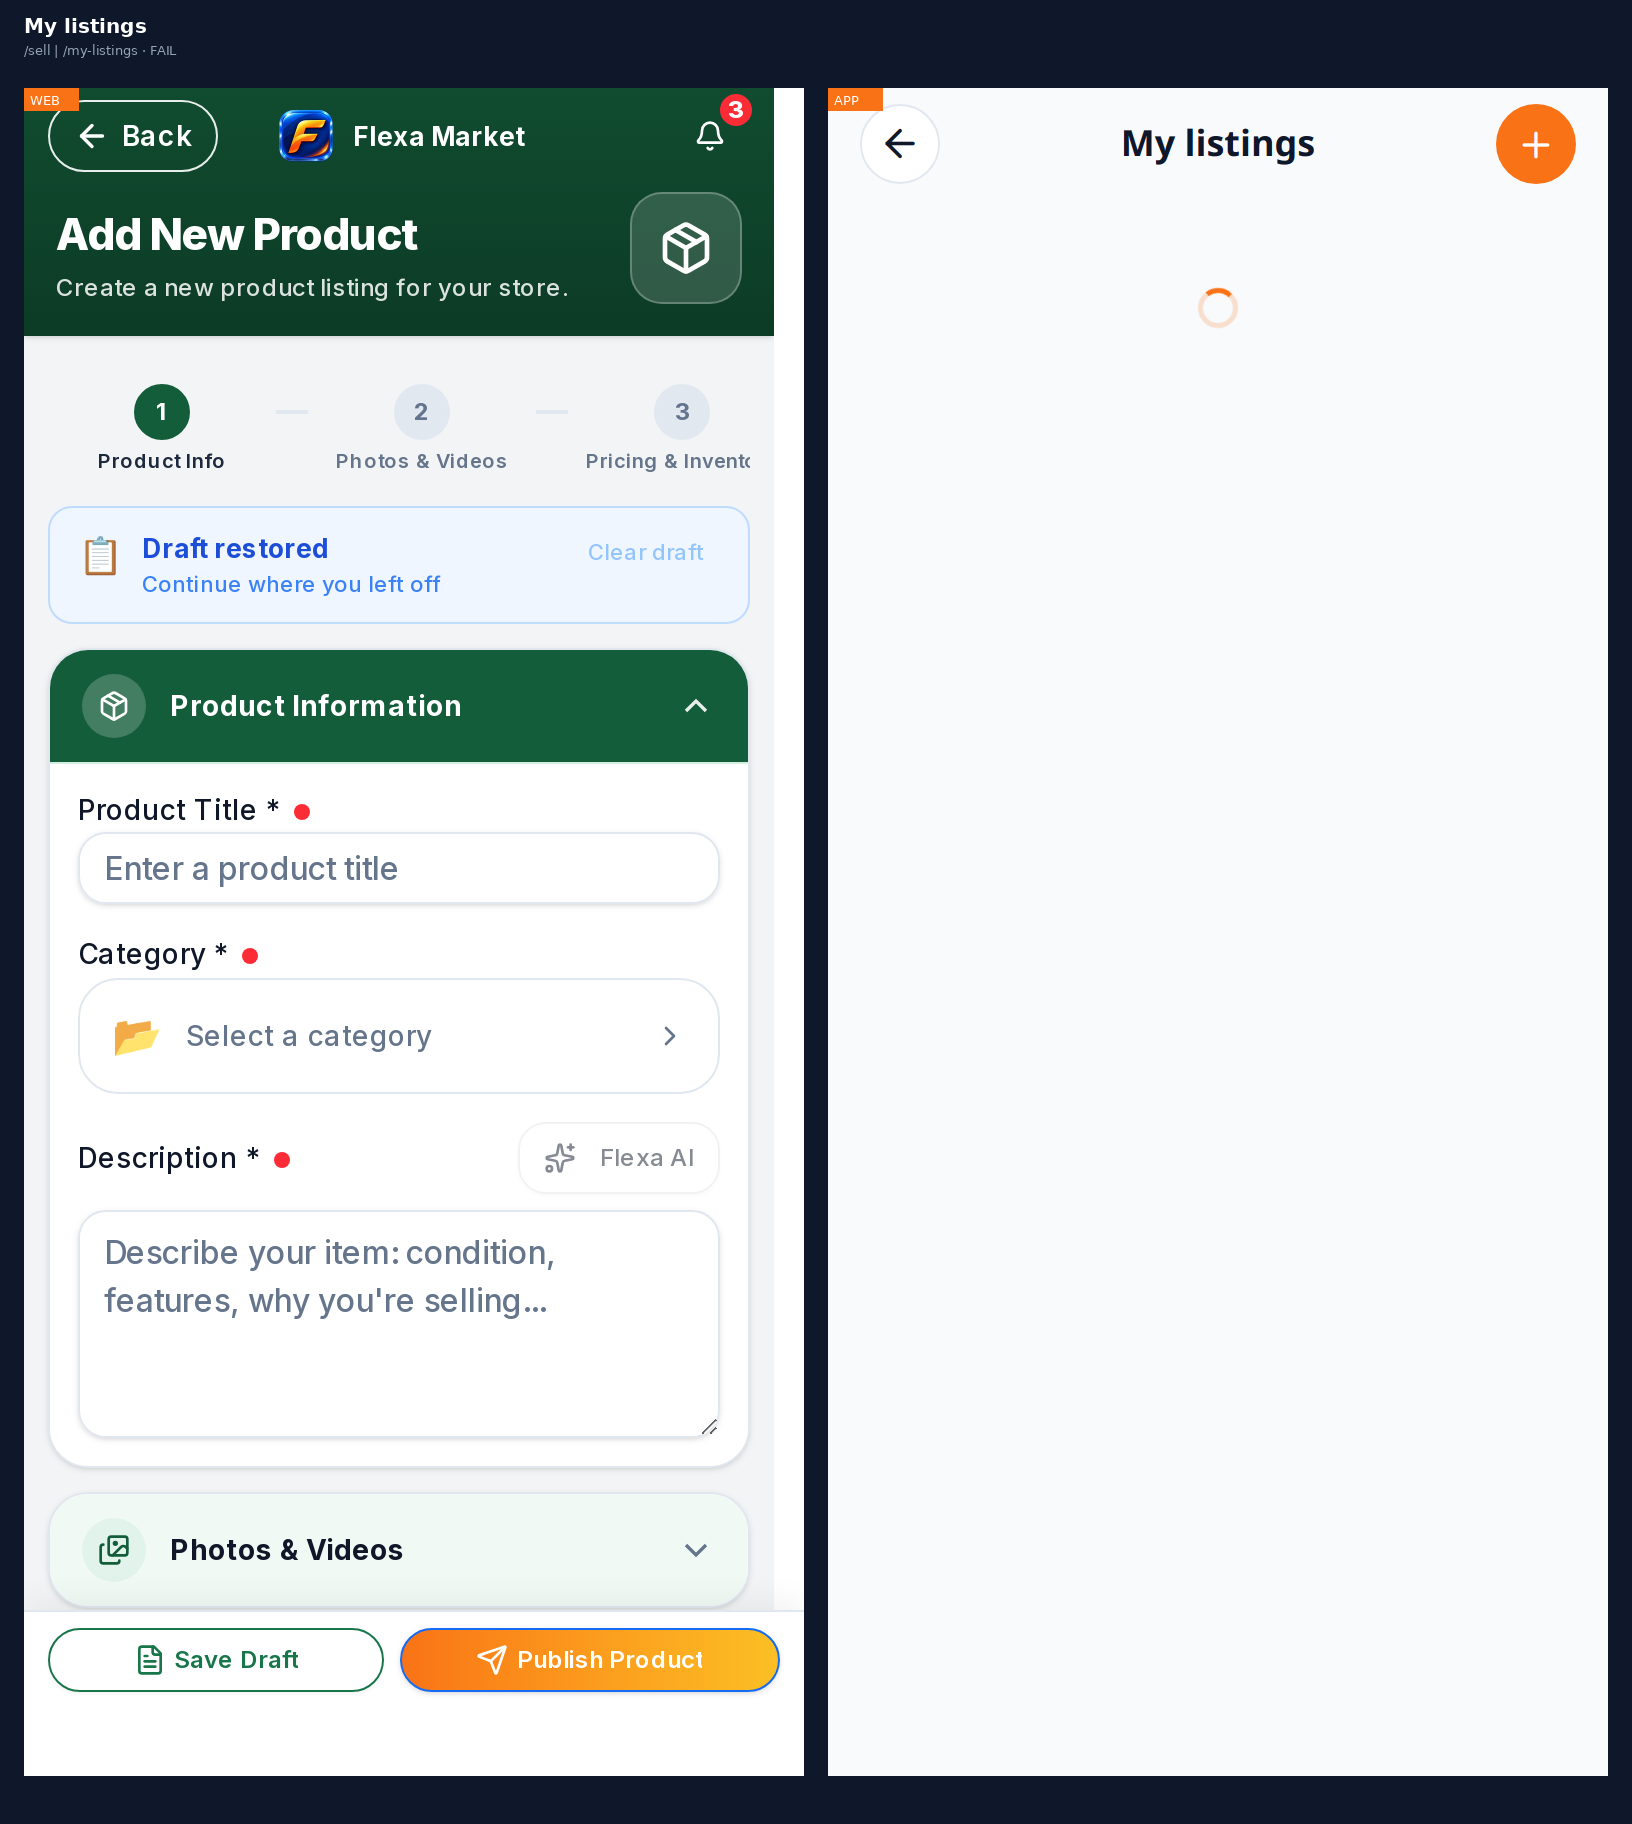 My listings
/sell | /my-listings · FAIL
WEB
Back
Flexa Market
3
Add New Product
Create a new product listing for your store.
1
2
3
Product Info
Photos & Videos
Pricing & Invento
Draft restored
Clear draft
Continue where you left off
Product Information
Product Title *
Enter a product title
Category *
Select a category
Description *
Flexa AI
Describe your item: condition,
features, why you're selling...
Photos & Videos
Save Draft
Publish Product
APP
My listings